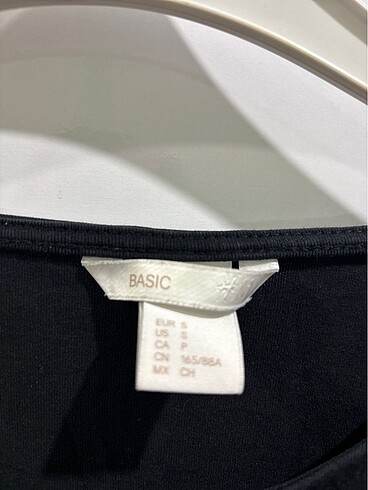 BASIC
EUR S
US S
CA P
CN 165/88A
MX CH